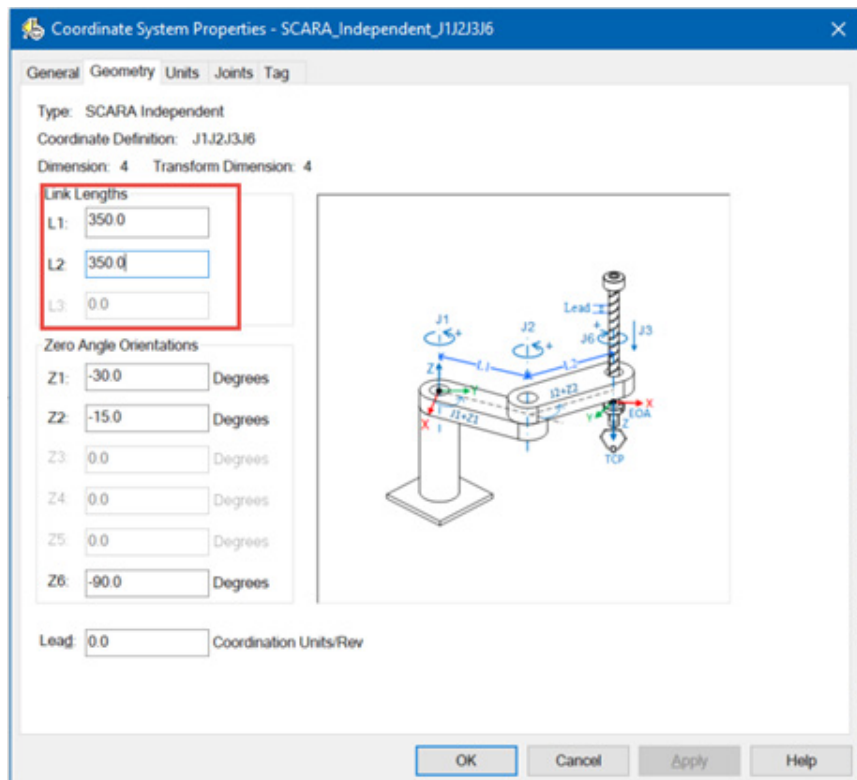 Coordinate System Properties - SCARA_Independent_J1J2J3J6
General Geometry Units Joints Tag
Type: SCARA Independent
Coordinate Definition: J1J2J3J6
Dimension: 4 Transform Dimension: 4
Link Lengths
L1: 350.0
L2: 350.0
L3: 0.0
Zero Angle Orientations
Z1: -30.0 Degrees
Z2: -15.0 Degrees
Z3: 0.0 Degrees
Z4: 0.0 Degrees
Z5: 0.0 Degrees
Z6: -90.0 Degrees
Lead: 0.0 Coordination Units/Rev
Lead
J1 J2 J6 J3
+ + +
Z L1 L2
Y
X J1+Z1 J2+Z2
X
Y EOA
Z
TCP
OK Cancel Apply Help